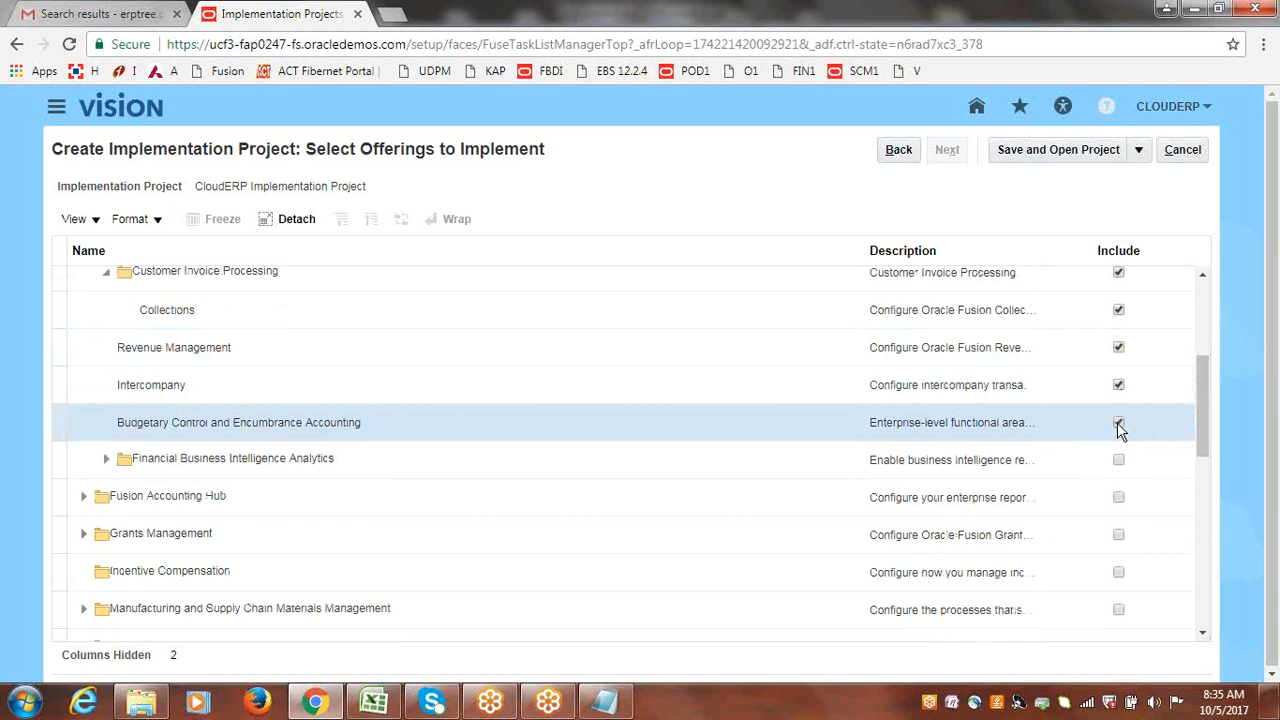 Search results - erptree.c
Implementation Projects:
Secure https://ucf3-fap0247-fs.oracledemos.com/setup/faces/FuseTaskListManagerTop?_afrLoop=1742214200929218&_adf.ctrl-state=n6rad7xc3_378
Apps H I A Fusion ACT Fibernet Portal UDPM KAP FBDI EBS 12.2.4 POD1 O1 FIN1 SCM1 V
VISION CLOUDERP
Create Implementation Project: Select Offerings to Implement Back Next Save and Open Project Cancel
Implementation Project CloudERP Implementation Project
View Format Freeze Detach Wrap
Name Description Include
Customer Invoice Processing Customer Invoice Processing
Collections Configure Oracle Fusion Collec...
Revenue Management Configure Oracle Fusion Reve...
Intercompany Configure intercompany transa.
Budgetary Control and Encumbrance Accounting Enterprise-level functional area...
Financial Business Intelligence Analytics Enable business intelligence re...
Fusion Accounting Hub Configure your enterprise repor...
Grants Management Configure Oracle Fusion Grant...
Incentive Compensation Configure how you manage inc...
Manufacturing and Supply Chain Materials Management Configure the processes that s...
Columns Hidden 2
8:35 AM
10/5/2017